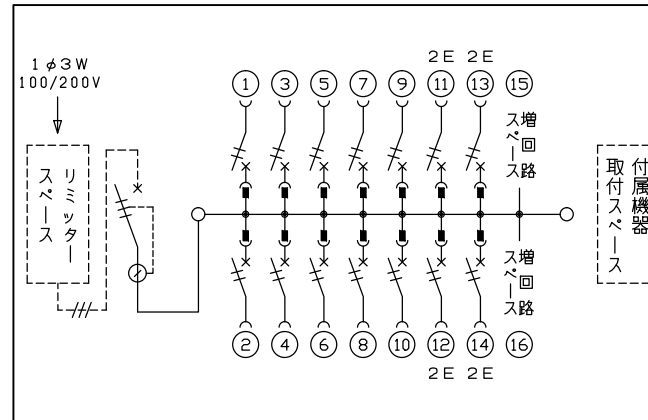 1φ3W
100/200V
リミッター
スペース
2E 2E
① ③ ⑤ ⑦ ⑨ ⑪ ⑬ ⑮
増回路
スペース
増回路
スペース
② ④ ⑥ ⑧ ⑩ ⑫ ⑭ ⑯
2E 2E
付属機器
取付スペース